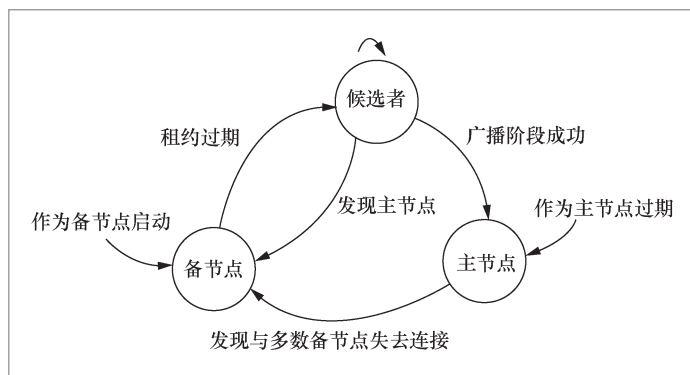 候选者
租约过期
广播阶段成功
发现主节点
作为备节点启动
作为主节点过期
备节点
主节点
发现与多数备节点失去连接